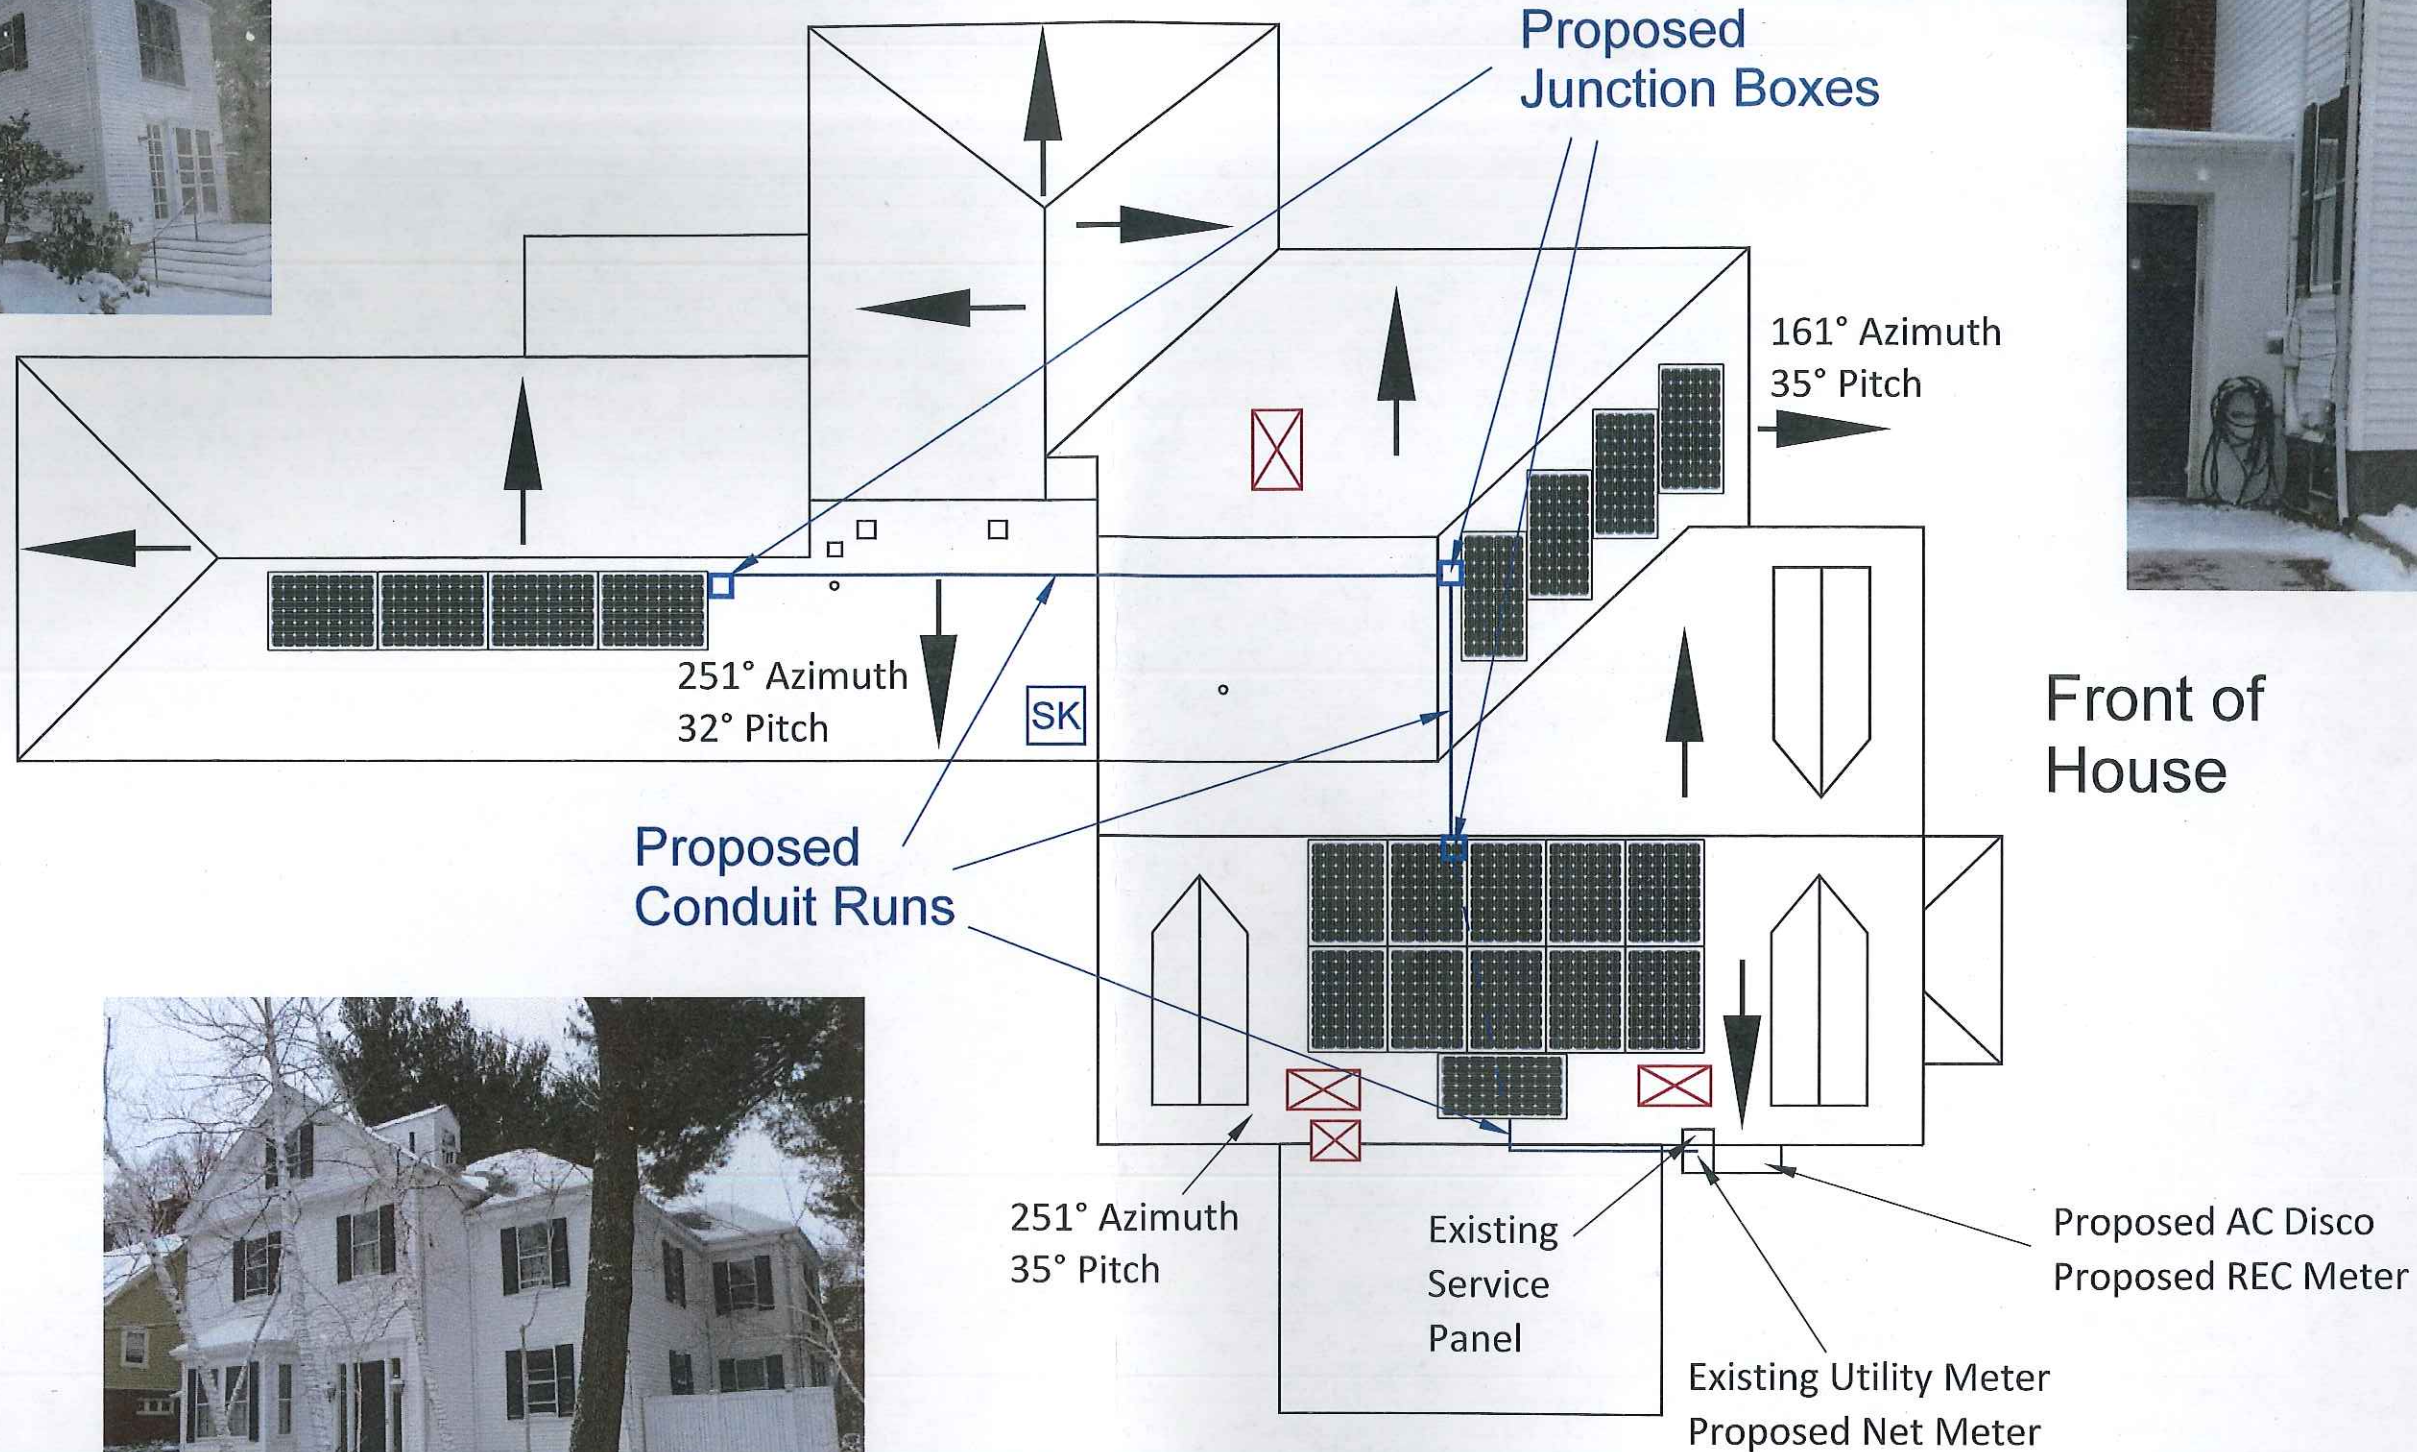 Proposed
Junction Boxes
161° Azimuth
35° Pitch
251° Azimuth
32° Pitch
SK
Front of
House
Proposed
Conduit Runs
251° Azimuth
35° Pitch
Existing
Service
Panel
Proposed AC Disco
Proposed REC Meter
Existing Utility Meter
Proposed Net Meter